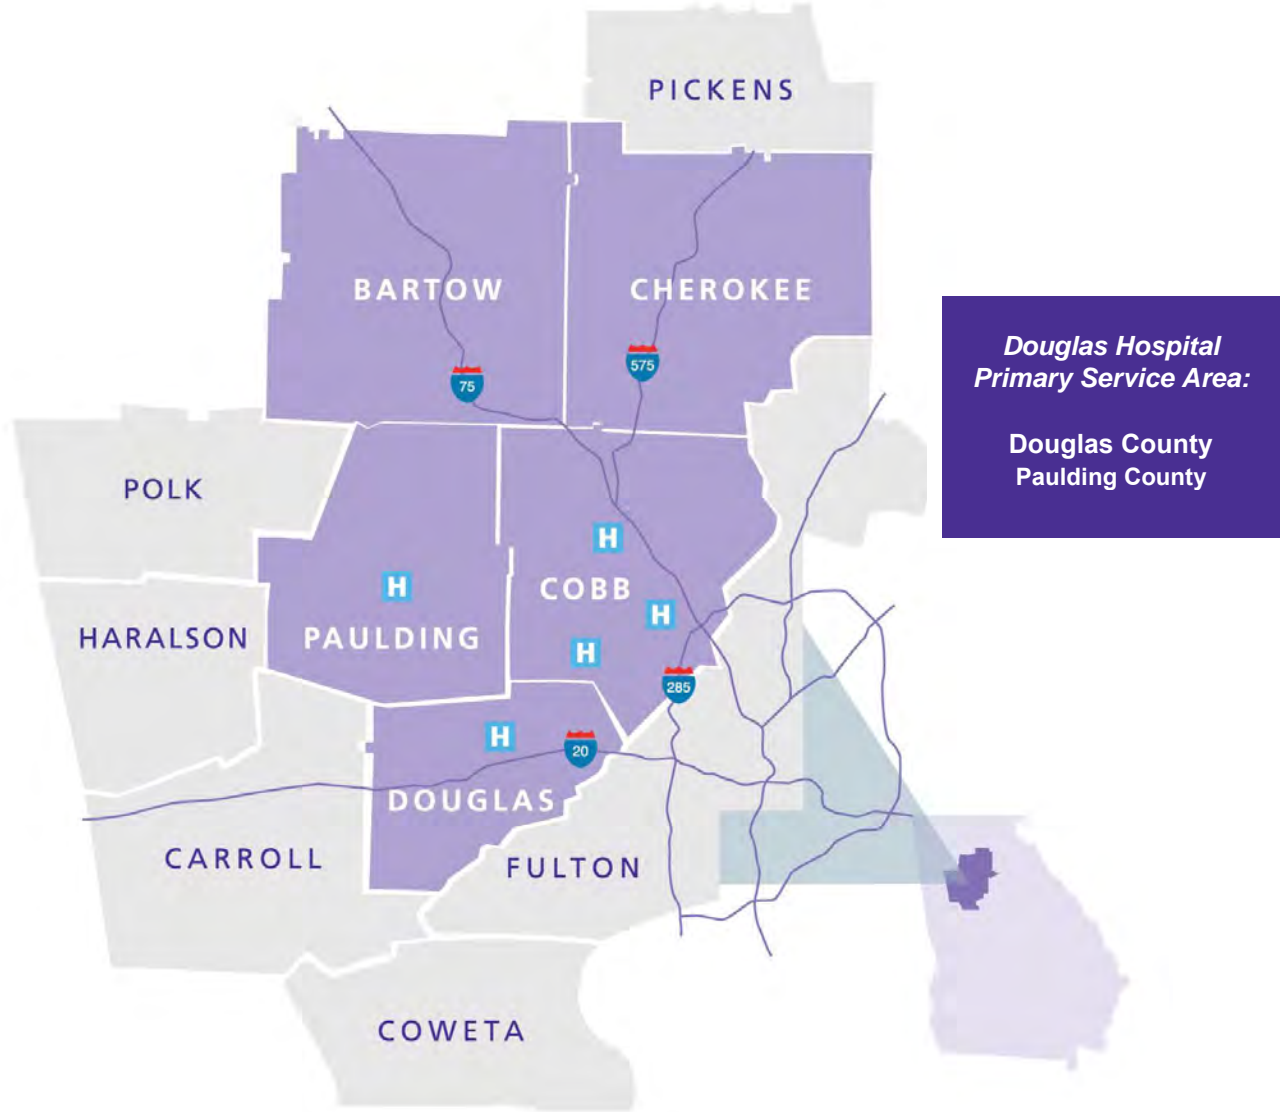 PICKENS
BARTOW
CHEROKEE
575
75
Douglas Hospital
Primary Service Area:
Douglas County
Paulding County
POLK
H
COBB
H
H
HARALSON
PAULDING
H
H
285
20
DOUGLAS
CARROLL
FULTON
COWETA